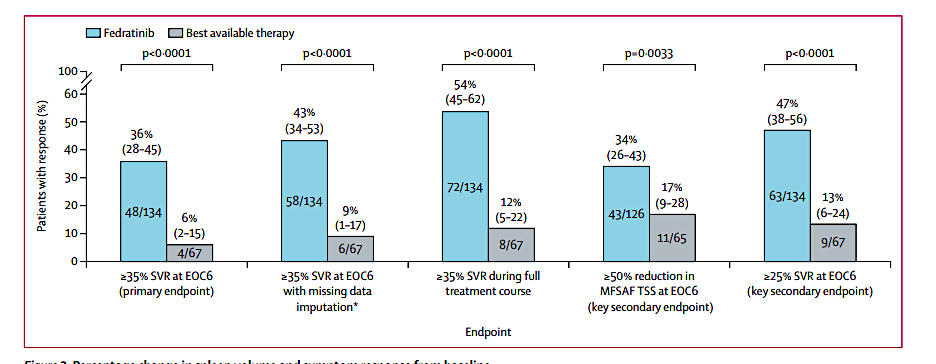 Fedratinib Best available therapy
p<0·0001 p<0·0001 p<0·0001 p=0·0033 p<0·0001
Patients with response (%)
100
60
50
40
30
20
10
0
36%
(28–45)
48/134
6%
(2–15)
4/67
43%
(34–53)
58/134
9%
(1–17)
6/67
54%
(45–62)
72/134
12%
(5–22)
8/67
34%
(26–43)
43/126
17%
(9–28)
11/65
47%
(38–56)
63/134
13%
(6–24)
9/67
≥35% SVR at EOC6
(primary endpoint)
≥35% SVR at EOC6
with missing data
imputation*
≥35% SVR during full
treatment course
≥50% reduction in
MFSAF TSS at EOC6
(key secondary endpoint)
≥25% SVR at EOC6
(key secondary endpoint)
Endpoint